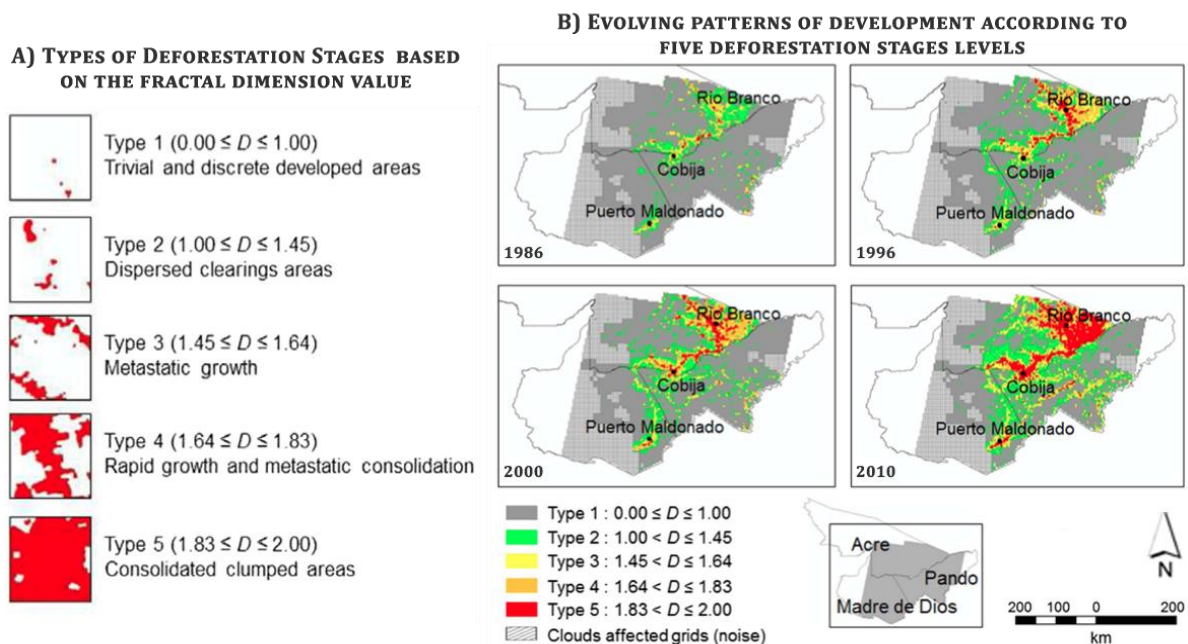 A) Types of Deforestation Stages based
on the fractal dimension value
Type 1 (0.00 ≤ D ≤ 1.00)
Trivial and discrete developed areas
Type 2 (1.00 ≤ D ≤ 1.45)
Dispersed clearings areas
Type 3 (1.45 ≤ D ≤ 1.64)
Metastatic growth
Type 4 (1.64 ≤ D ≤ 1.83)
Rapid growth and metastatic consolidation
Type 5 (1.83 ≤ D ≤ 2.00)
Consolidated clumped areas
B) Evolving patterns of development according to
five deforestation stages levels
Rio Branco
Cobija
Puerto Maldonado
1986
Rio Branco
Cobija
Puerto Maldonado
1996
Rio Branco
Cobija
Puerto Maldonado
2000
Rio Branco
Cobija
Puerto Maldonado
2010
Type 1 : 0.00 ≤ D ≤ 1.00
Type 2 : 1.00 < D ≤ 1.45
Type 3 : 1.45 < D ≤ 1.64
Type 4 : 1.64 < D ≤ 1.83
Type 5 : 1.83 < D ≤ 2.00
Clouds affected grids (noise)
Acre
Pando
Madre de Dios
N
200 100 0 200
km